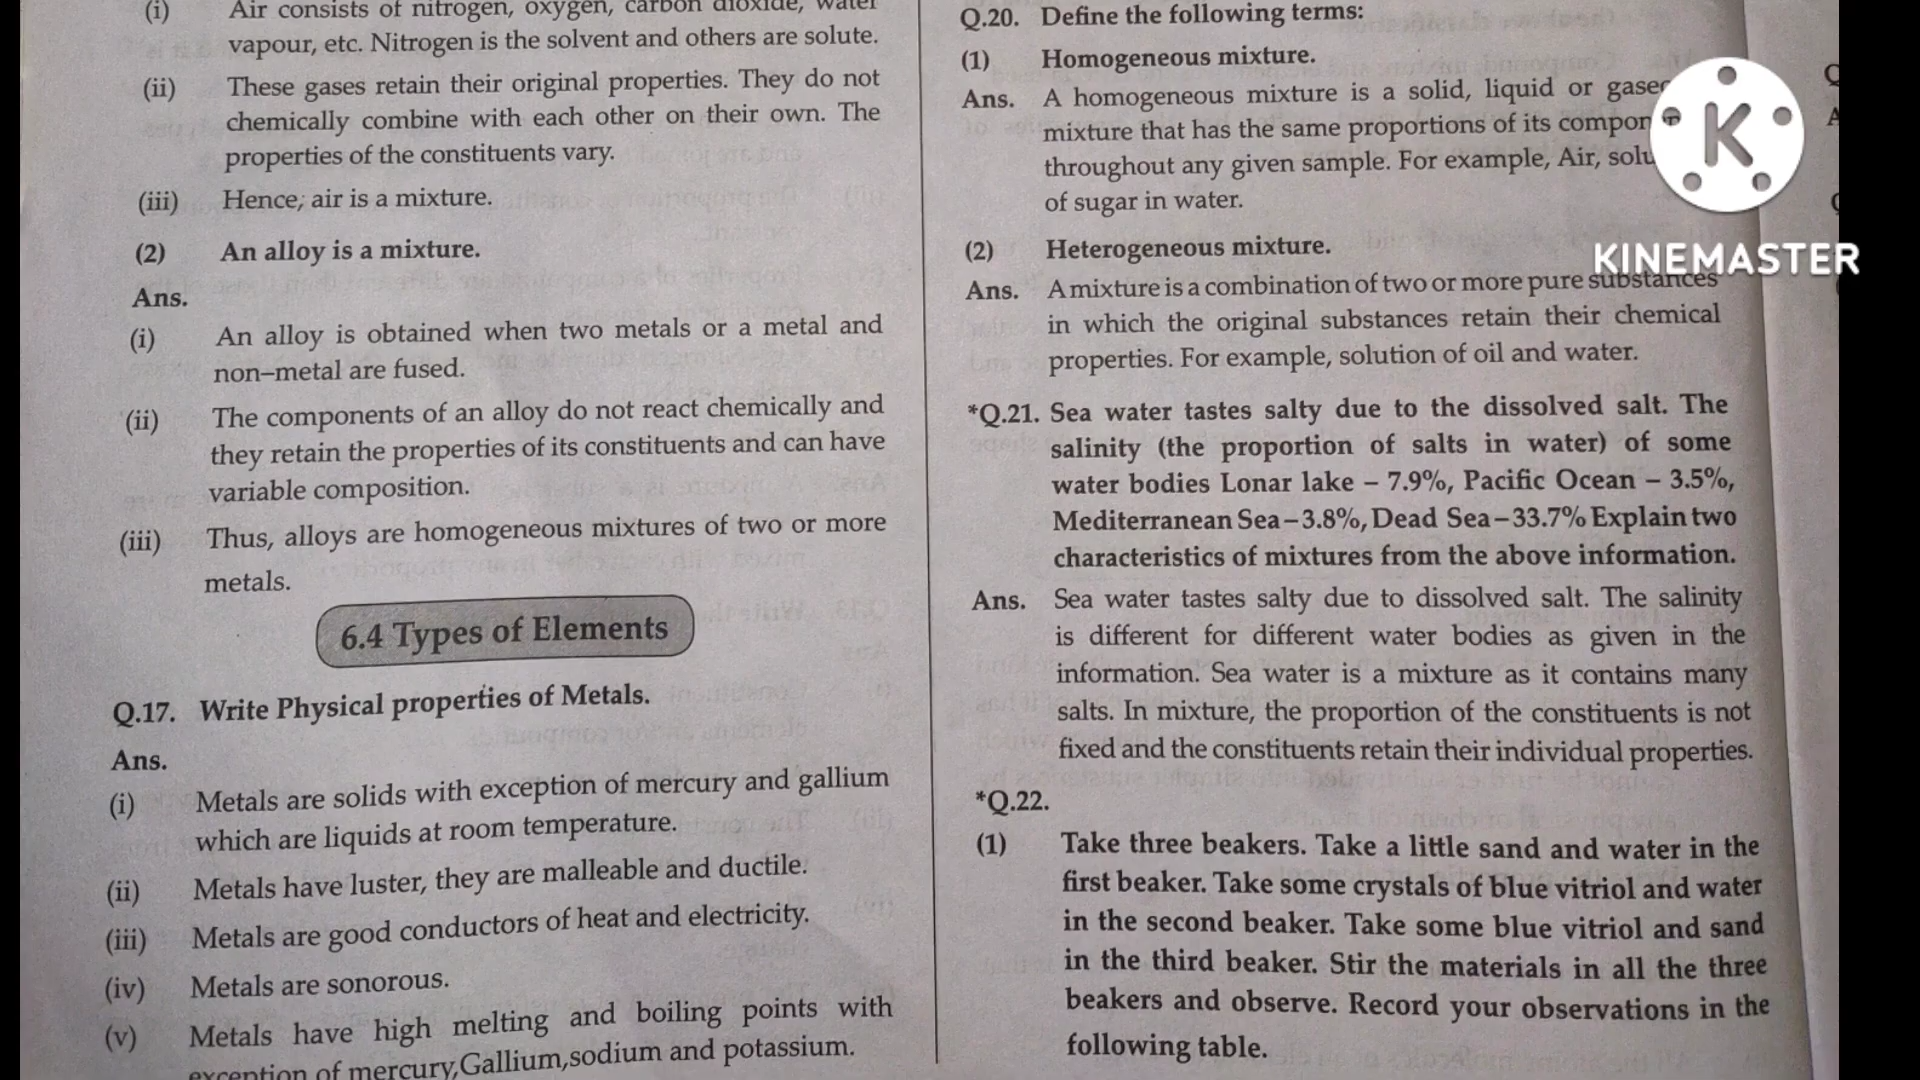 (i) Air consists of nitrogen, oxygen, carbon dioxide, water
vapour, etc. Nitrogen is the solvent and others are solute.
(ii) These gases retain their original properties. They do not
chemically combine with each other on their own. The
properties of the constituents vary.
(iii) Hence, air is a mixture.
(2) An alloy is a mixture.
Ans.
(i) An alloy is obtained when two metals or a metal and
non-metal are fused.
(ii) The components of an alloy do not react chemically and
they retain the properties of its constituents and can have
variable composition.
(iii) Thus, alloys are homogeneous mixtures of two or more
metals.
6.4 Types of Elements
Q.17. Write Physical properties of Metals.
Ans.
(i) Metals are solids with exception of mercury and gallium
which are liquids at room temperature.
(ii) Metals have luster, they are malleable and ductile.
(iii) Metals are good conductors of heat and electricity.
(iv) Metals are sonorous.
(v) Metals have high melting and boiling points with
exception of mercury,Gallium,sodium and potassium.
Q.20. Define the following terms:
(1) Homogeneous mixture.
Ans. A homogeneous mixture is a solid, liquid or
mixture that has the same proportions of its
throughout any given sample. For example, Air,
of sugar in water.
(2) Heterogeneous mixture.
Ans. A mixture is a combination of two or more pure substances
in which the original substances retain their chemical
properties. For example, solution of oil and water.
*Q.21. Sea water tastes salty due to the dissolved salt. The
salinity (the proportion of salts in water) of some
water bodies Lonar lake – 7.9%, Pacific Ocean – 3.5%,
Mediterranean Sea–3.8%, Dead Sea–33.7% Explain two
characteristics of mixtures from the above information.
Ans. Sea water tastes salty due to dissolved salt. The salinity
is different for different water bodies as given in the
information. Sea water is a mixture as it contains many
salts. In mixture, the proportion of the constituents is not
fixed and the constituents retain their individual properties.
*Q.22.
(1) Take three beakers. Take a little sand and water in the
first beaker. Take some crystals of blue vitriol and water
in the second beaker. Take some blue vitriol and sand
in the third beaker. Stir the materials in all the three
beakers and observe. Record your observations in the
following table.
K
KINEMASTER